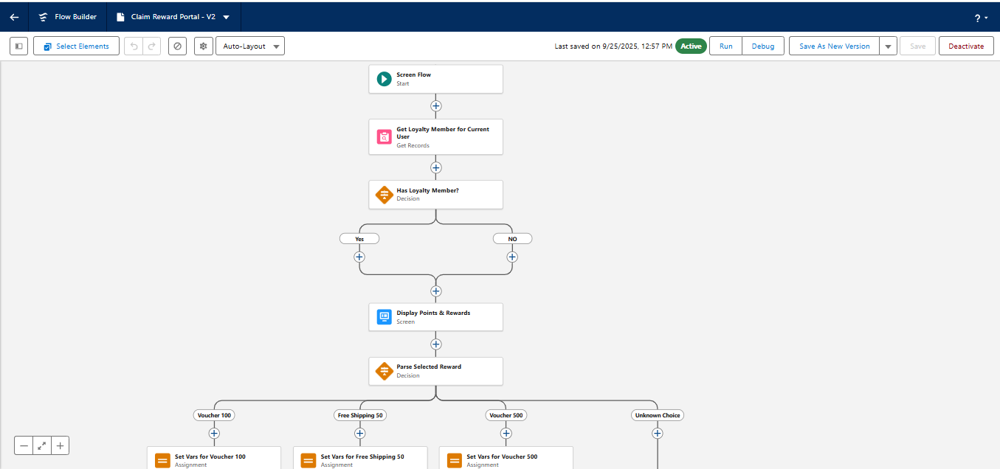 Flow Builder
Claim Reward Portal - V2
?
Select Elements
Auto-Layout
Last saved on 9/25/2025, 12:57 PM
Active
Run
Debug
Save As New Version
Save
Deactivate
Screen Flow
Start
Get Loyalty Member for Current
User
Get Records
Has Loyalty Member?
Decision
Yes
NO
Display Points & Rewards
Screen
Parse Selected Reward
Decision
Voucher 100
Free Shipping 50
Voucher 500
Unknown Choice
Set Vars for Voucher 100
Assignment
Set Vars for Free Shipping 50
Assignment
Set Vars for Voucher 500
Assignment